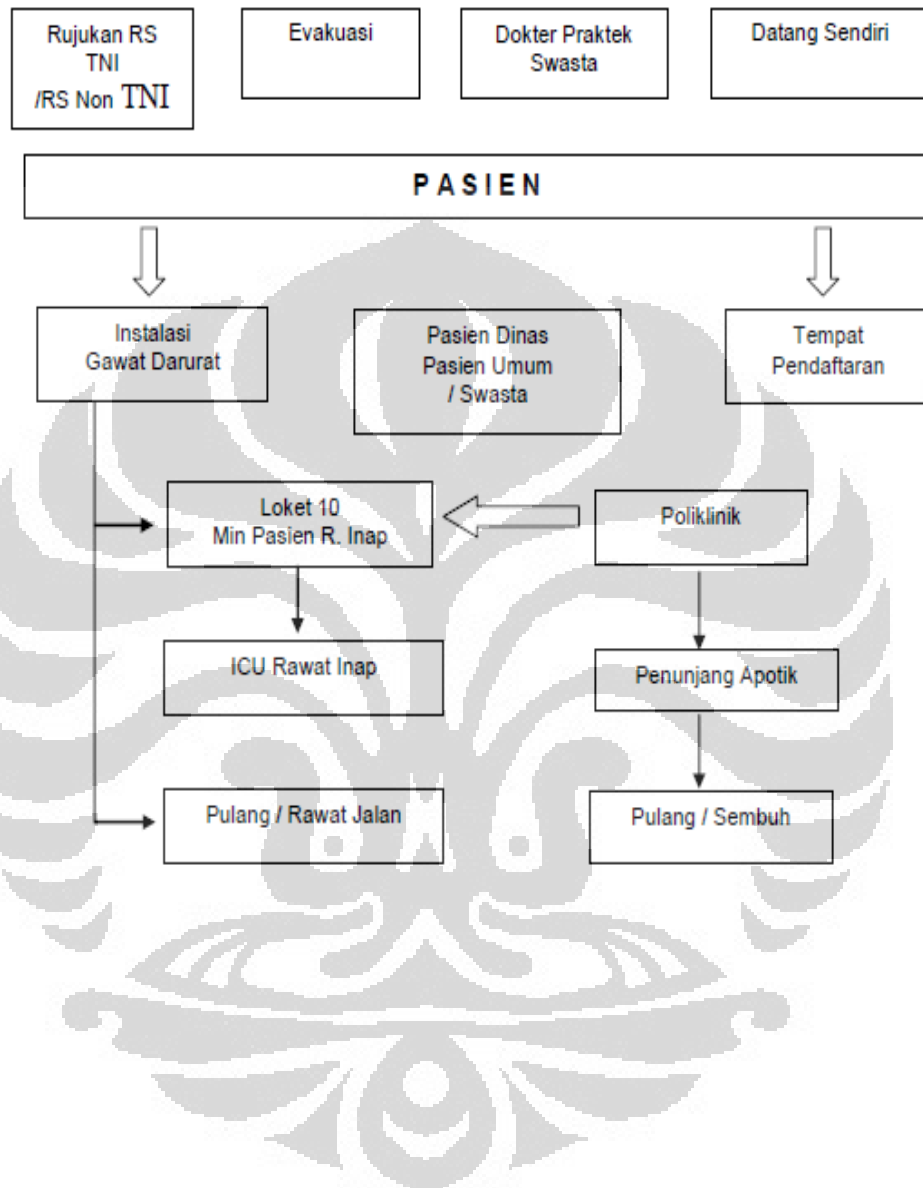 Rujukan RS
TNI
/RS Non TNI
Evakuasi
Dokter Praktek
Swasta
Datang Sendiri
P A S I E N
Instalasi
Gawat Darurat
Pasien Dinas
Pasien Umum
/ Swasta
Tempat
Pendaftaran
Loket 10
Min Pasien R. Inap
Poliklinik
ICU Rawat Inap
Penunjang Apotik
Pulang / Rawat Jalan
Pulang / Sembuh